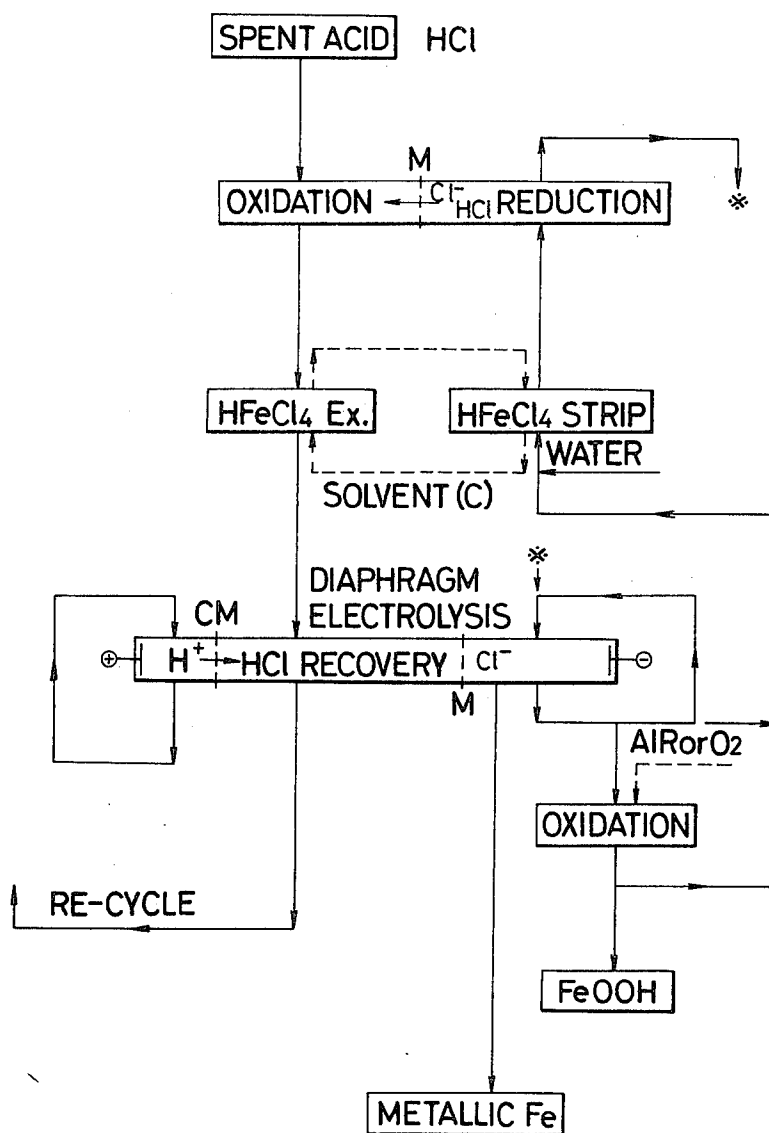 SPENT ACID HCl
M
OXIDATION Cl⁻ HCl REDUCTION
※
HFeCl₄ Ex. HFeCl₄ STRIP
WATER
SOLVENT (C)
※
DIAPHRAGM
ELECTROLYSIS
CM
⊕ H⁺ HCl RECOVERY Cl⁻ ⊖
M
AIRorO₂
OXIDATION
RE-CYCLE
FeOOH
METALLIC Fe